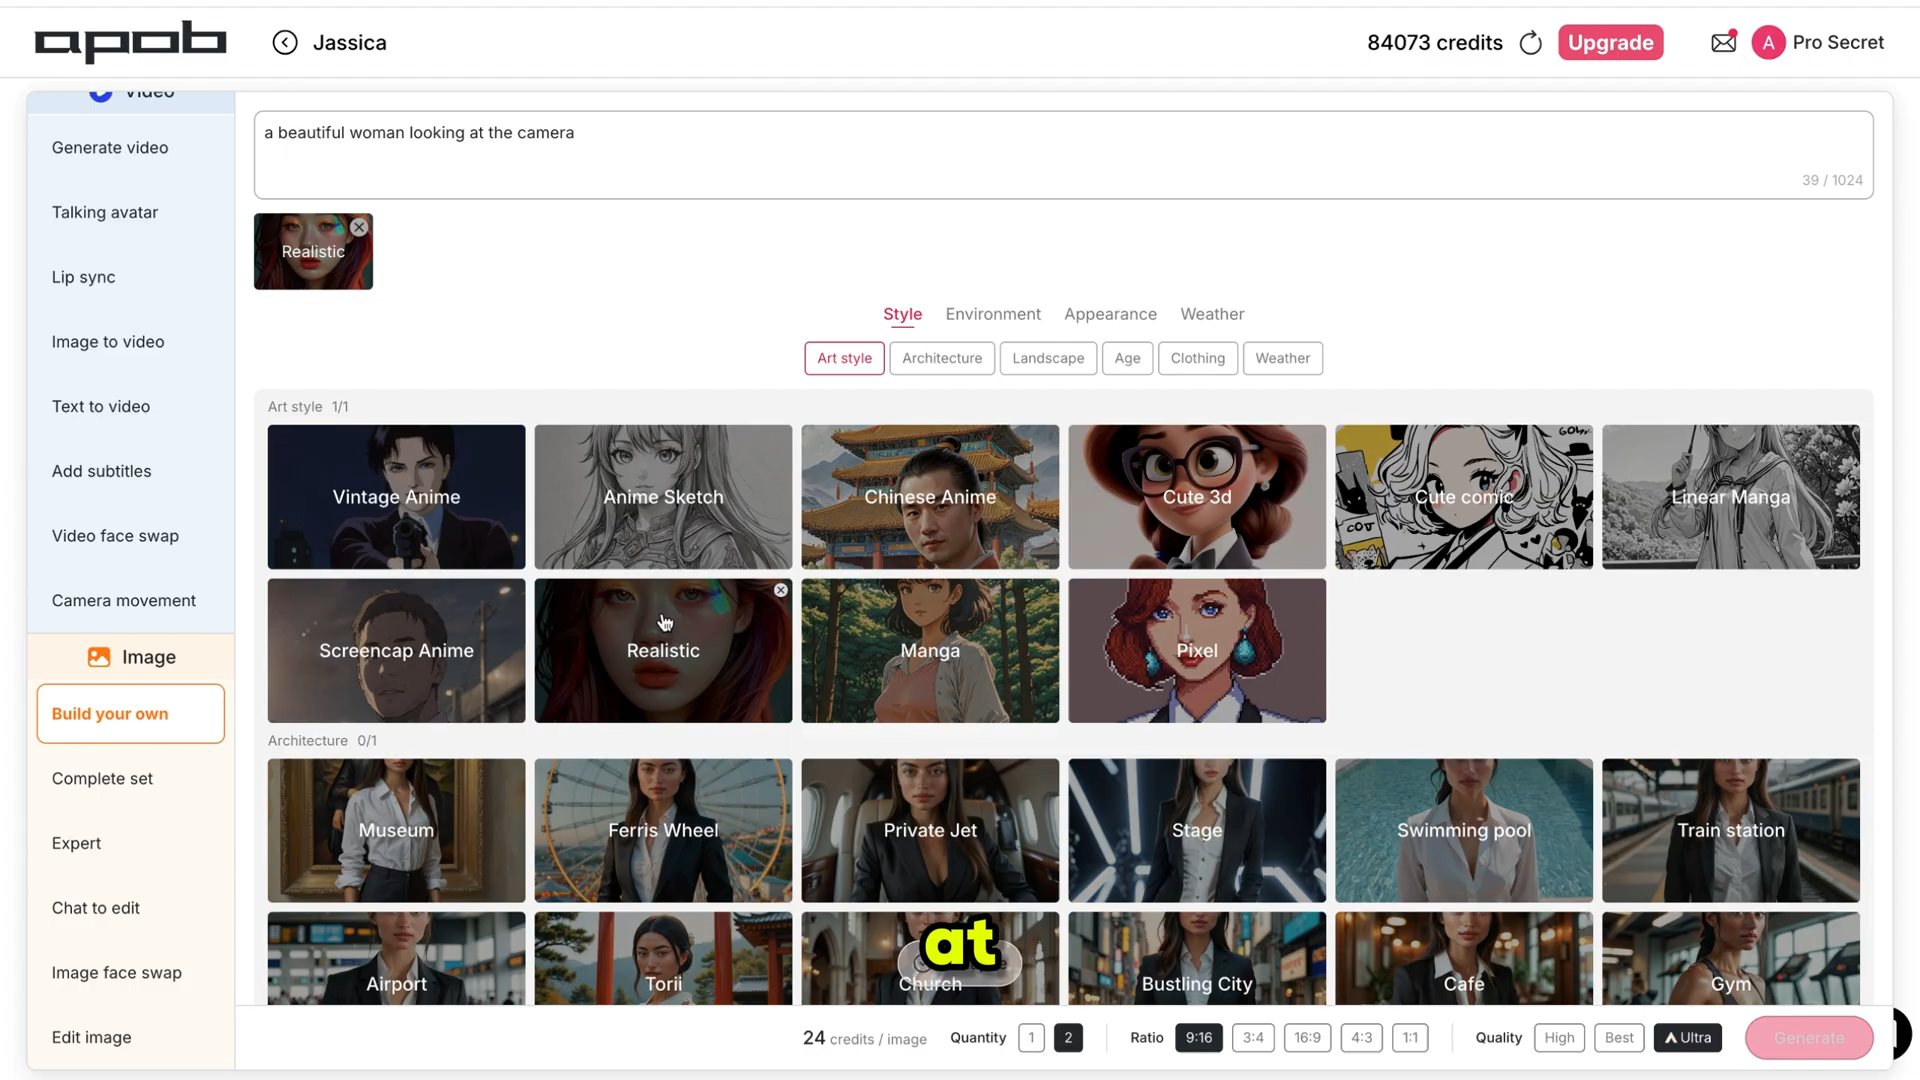 apob
Jassica
84073 credits
Upgrade
A
Pro Secret
Video
Generate video
Talking avatar
Lip sync
Image to video
Text to video
Add subtitles
Video face swap
Camera movement
Image
Build your own
Complete set
Expert
Chat to edit
Image face swap
Edit image
a beautiful woman looking at the camera
39 / 1024
Realistic
Style Environment Appearance Weather
Art style Architecture Landscape Age Clothing Weather
Art style 1/1
Vintage Anime
Anime Sketch
Chinese Anime
Cute 3d
Cute comic
Linear Manga
Screencap Anime
Realistic
Manga
Pixel
Architecture 0/1
Museum
Ferris Wheel
Private Jet
Stage
Swimming pool
Train station
at
Airport
Torii
Church
Bustling City
Cafe
Gym
24 credits / image Quantity 1 2 Ratio 9:16 3:4 16:9 4:3 1:1 Quality High Best Ultra Generate